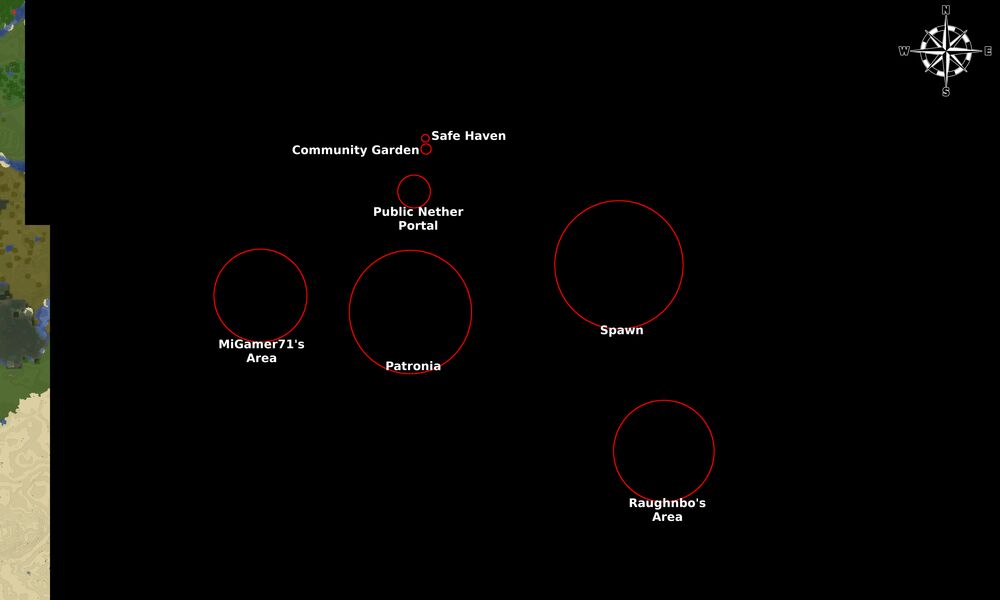 N
W
E
S
Safe Haven
Community Garden
Public Nether
Portal
Spawn
MiGamer71's
Area
Patronia
Raughnbo's
Area